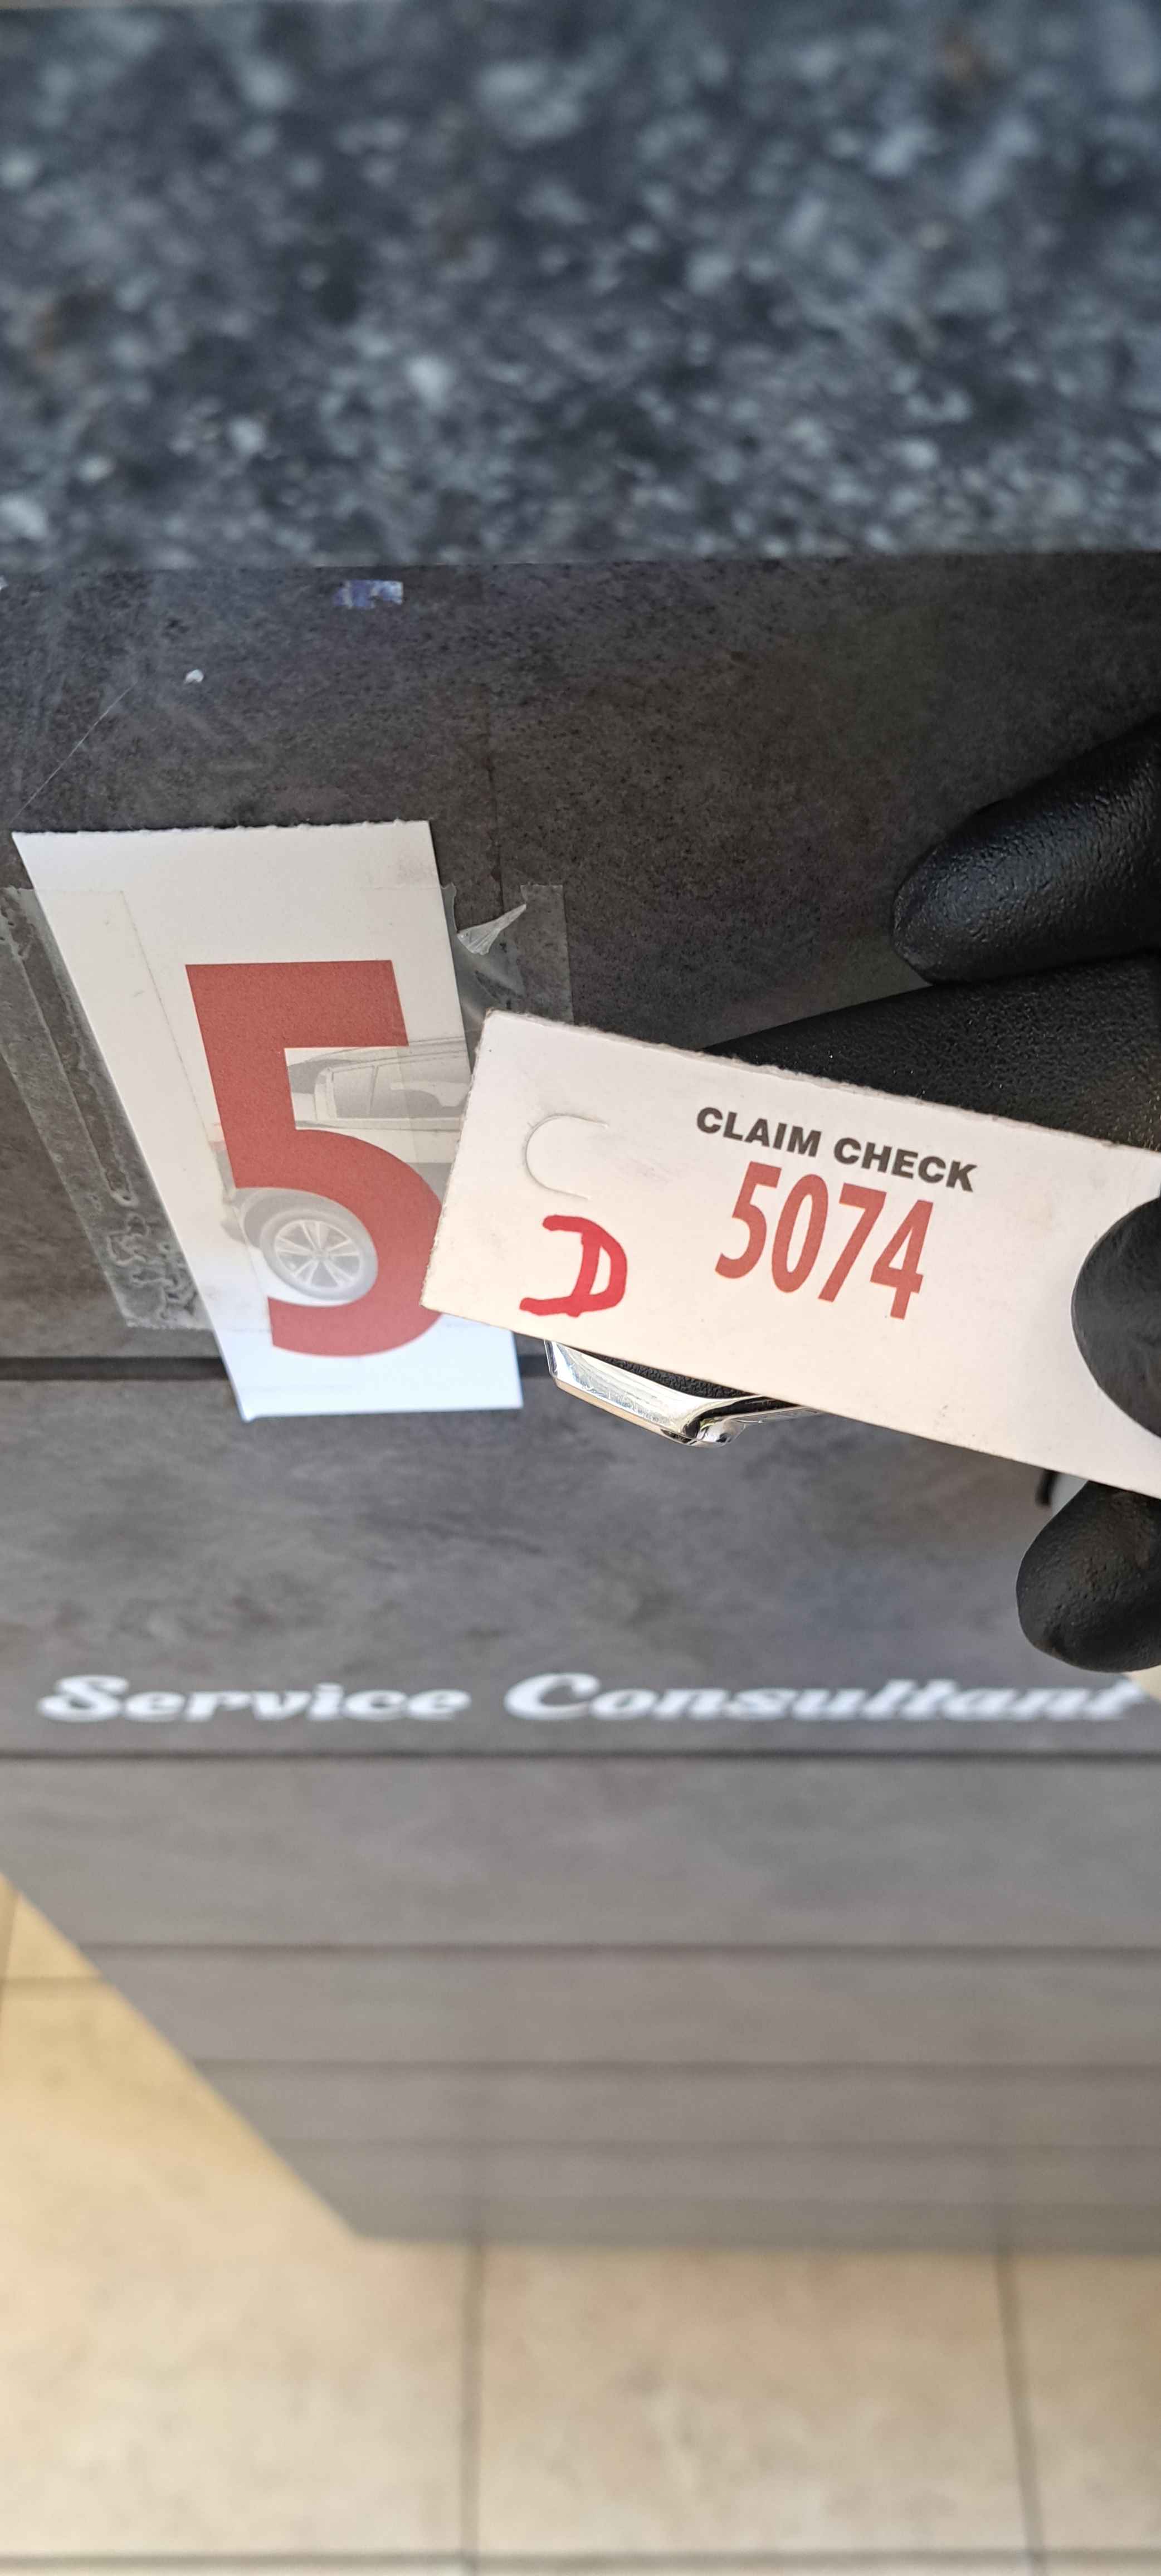 5
CLAIM CHECK
5074
D
Service Consultant